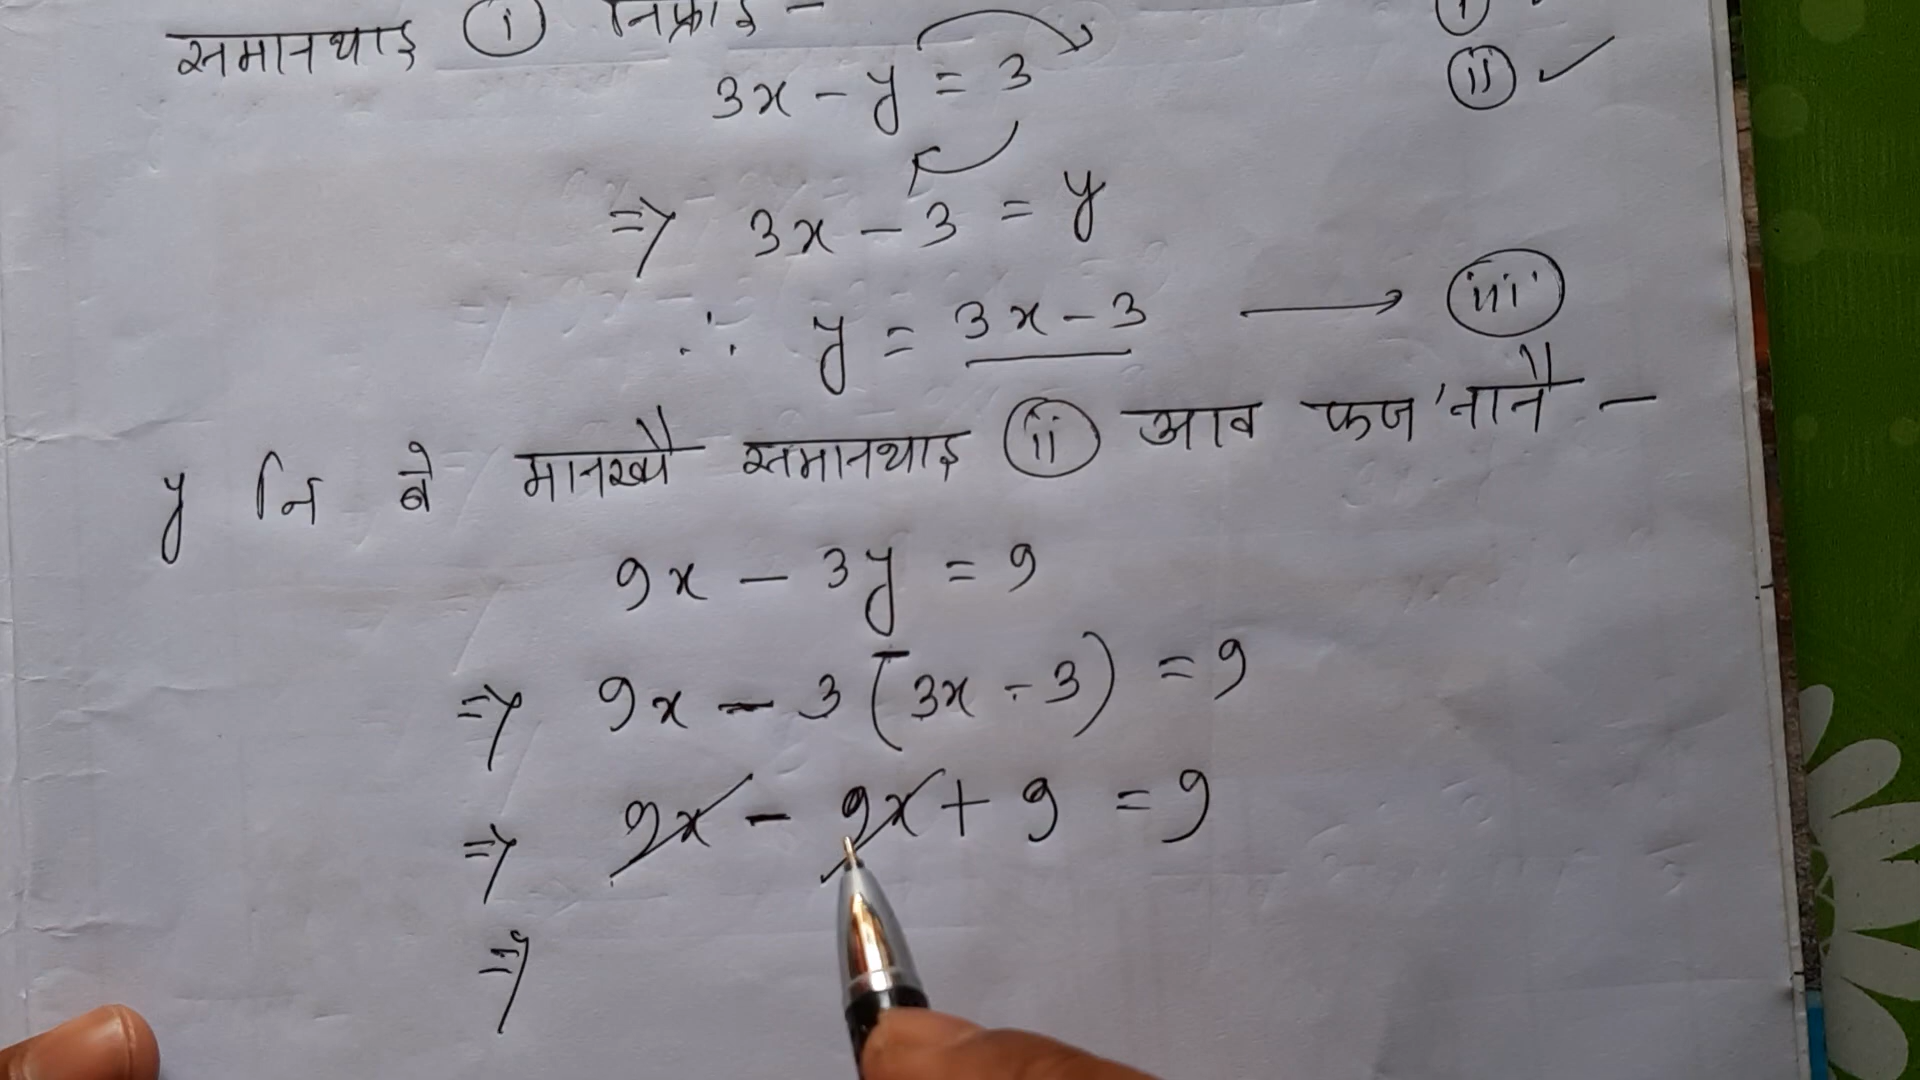 समानथाइ (i) निफ्राइ -
(i)
3x - y = 3
(ii) ✓
⇒ 3x - 3 = y
∴ y = 3x - 3 ⟶ (iii)
y नि बे मानखौ समानथाइ (ii) आव फज'नानै -
9x - 3y = 9
⇒ 9x - 3(3x - 3) = 9
⇒ 9x - 9x + 9 = 9
⇒